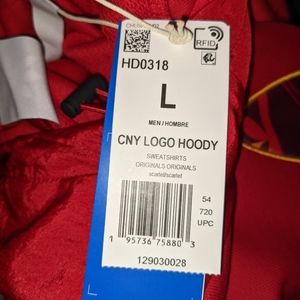 RFID
HD0318
L
MEN / HOMBRE
CNY LOGO HOODY
SWEATSHIRTS
ORIGINALS ORIGINALS
scarlet/scarlet
54
720
UPC
1 95736 75880 3
129030028